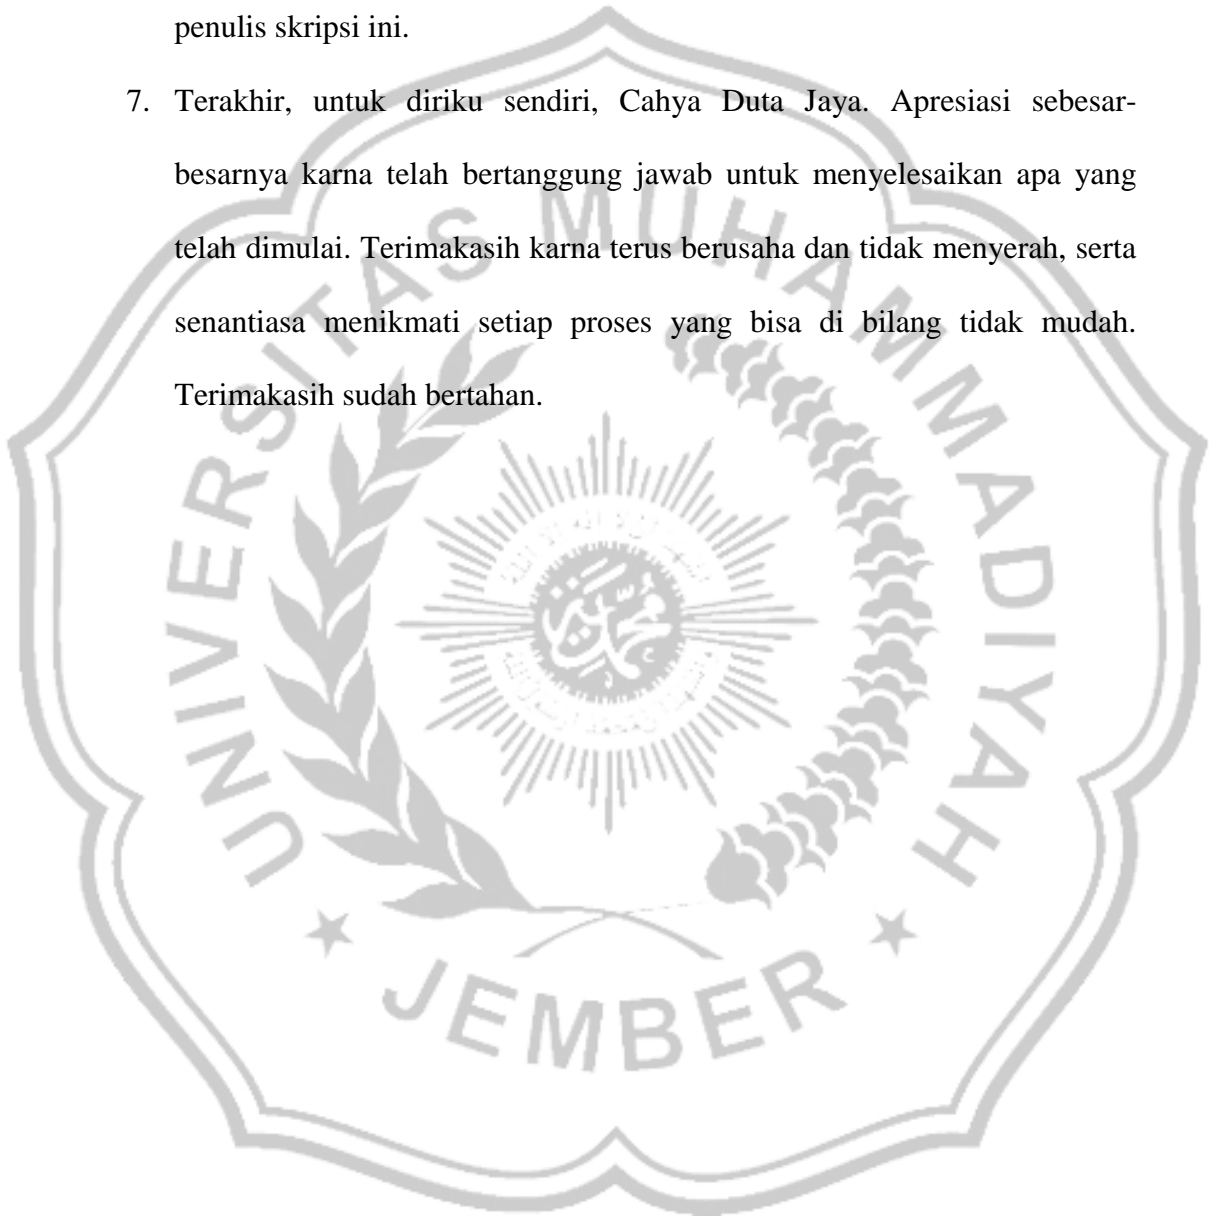 penulis skripsi ini.
7. Terakhir, untuk diriku sendiri, Cahya Duta Jaya. Apresiasi sebesar-
besarnya karna telah bertanggung jawab untuk menyelesaikan apa yang
telah dimulai. Terimakasih karna terus berusaha dan tidak menyerah, serta
senantiasa menikmati setiap proses yang bisa di bilang tidak mudah.
Terimakasih sudah bertahan.
UNIVERSITAS MUHAMMADIYAH
JEMBER